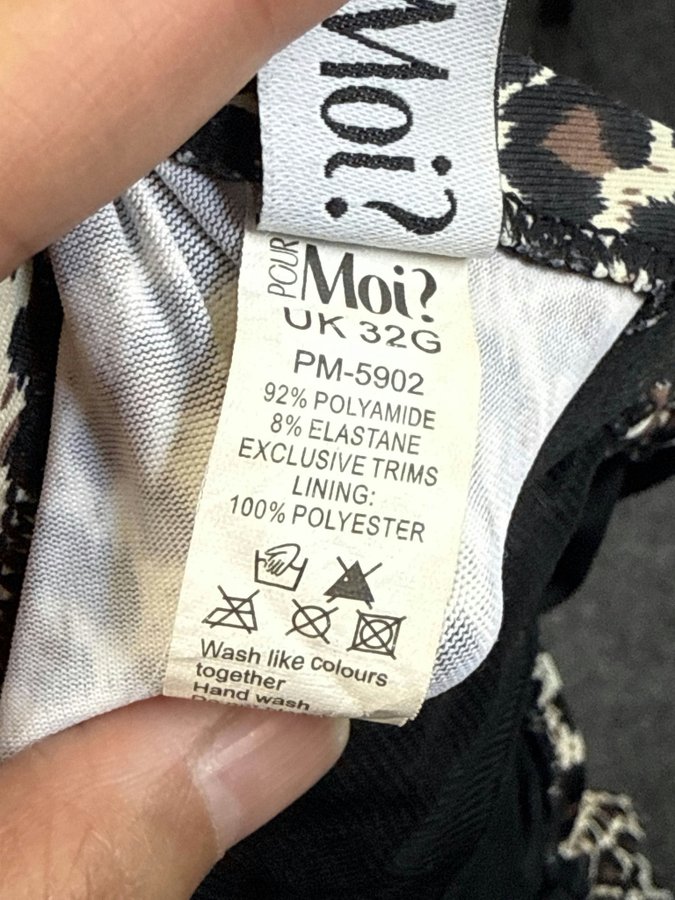 Moi?
POUR Moi?
UK 32G
PM-5902
92% POLYAMIDE
8% ELASTANE
EXCLUSIVE TRIMS
LINING:
100% POLYESTER
Wash like colours
together
Hand wash